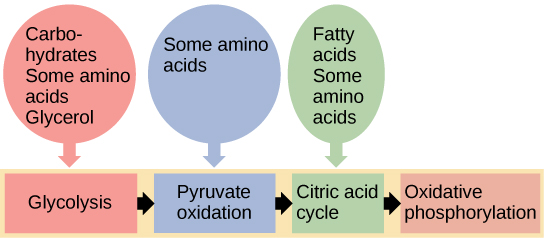 Carbo-
hydrates
Some amino
acids
Glycerol
Some amino
acids
Fatty
acids
Some
amino
acids
Glycolysis
Pyruvate
oxidation
Citric acid
cycle
Oxidative
phosphorylation